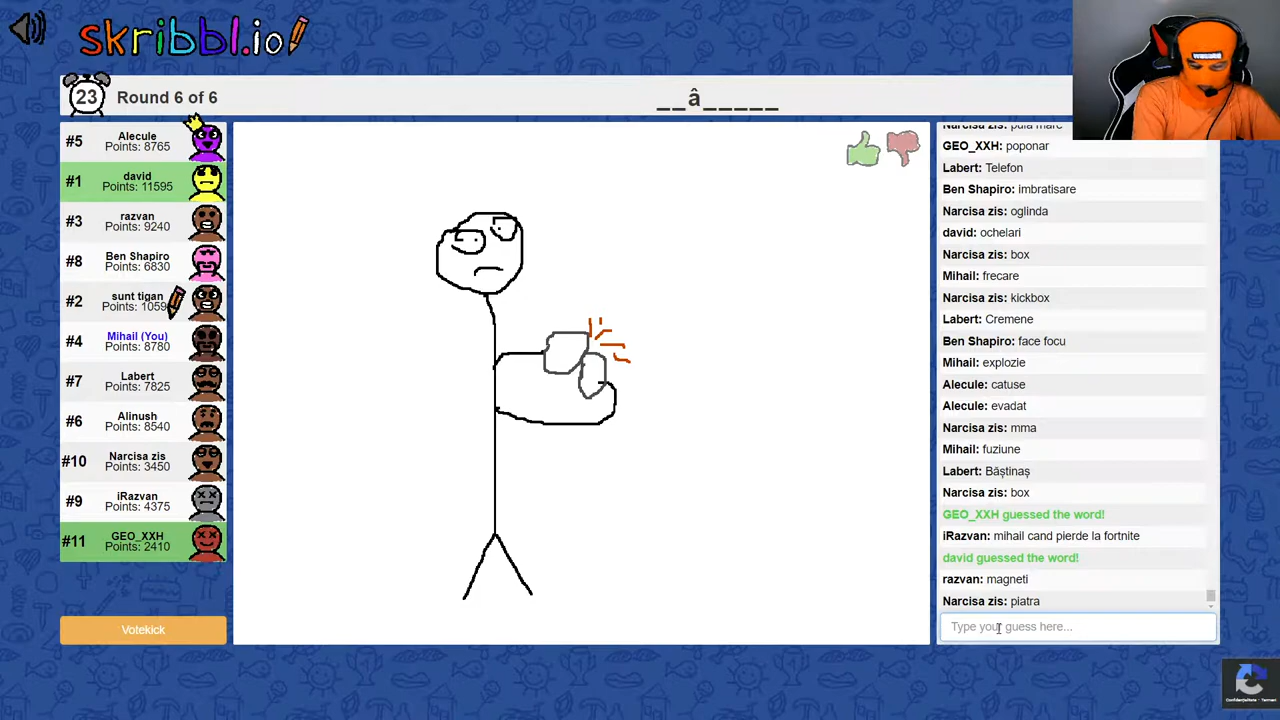 skribbl.io
23
Round 6 of 6
__â_____
#5 Alecule
Points: 8765
#1 david
Points: 11595
#3 razvan
Points: 9240
#8 Ben Shapiro
Points: 6830
#2 sunt tigan
Points: 1059
#4 Mihail (You)
Points: 8780
#7 Labert
Points: 7825
#6 Alinush
Points: 8540
#10 Narcisa zis
Points: 3450
#9 iRazvan
Points: 4375
#11 GEO_XXH
Points: 2410
Votekick
Narcisa zis: pula mare
GEO_XXH: poponar
Labert: Telefon
Ben Shapiro: imbratisare
Narcisa zis: oglinda
david: ochelari
Narcisa zis: box
Mihail: frecare
Narcisa zis: kickbox
Labert: Cremene
Ben Shapiro: face focu
Mihail: explozie
Alecule: catuse
Alecule: evadat
Narcisa zis: mma
Mihail: fuziune
Labert: Băștinaș
Narcisa zis: box
GEO_XXH guessed the word!
iRazvan: mihail cand pierde la fortnite
david guessed the word!
razvan: magneti
Narcisa zis: piatra
Type your guess here...